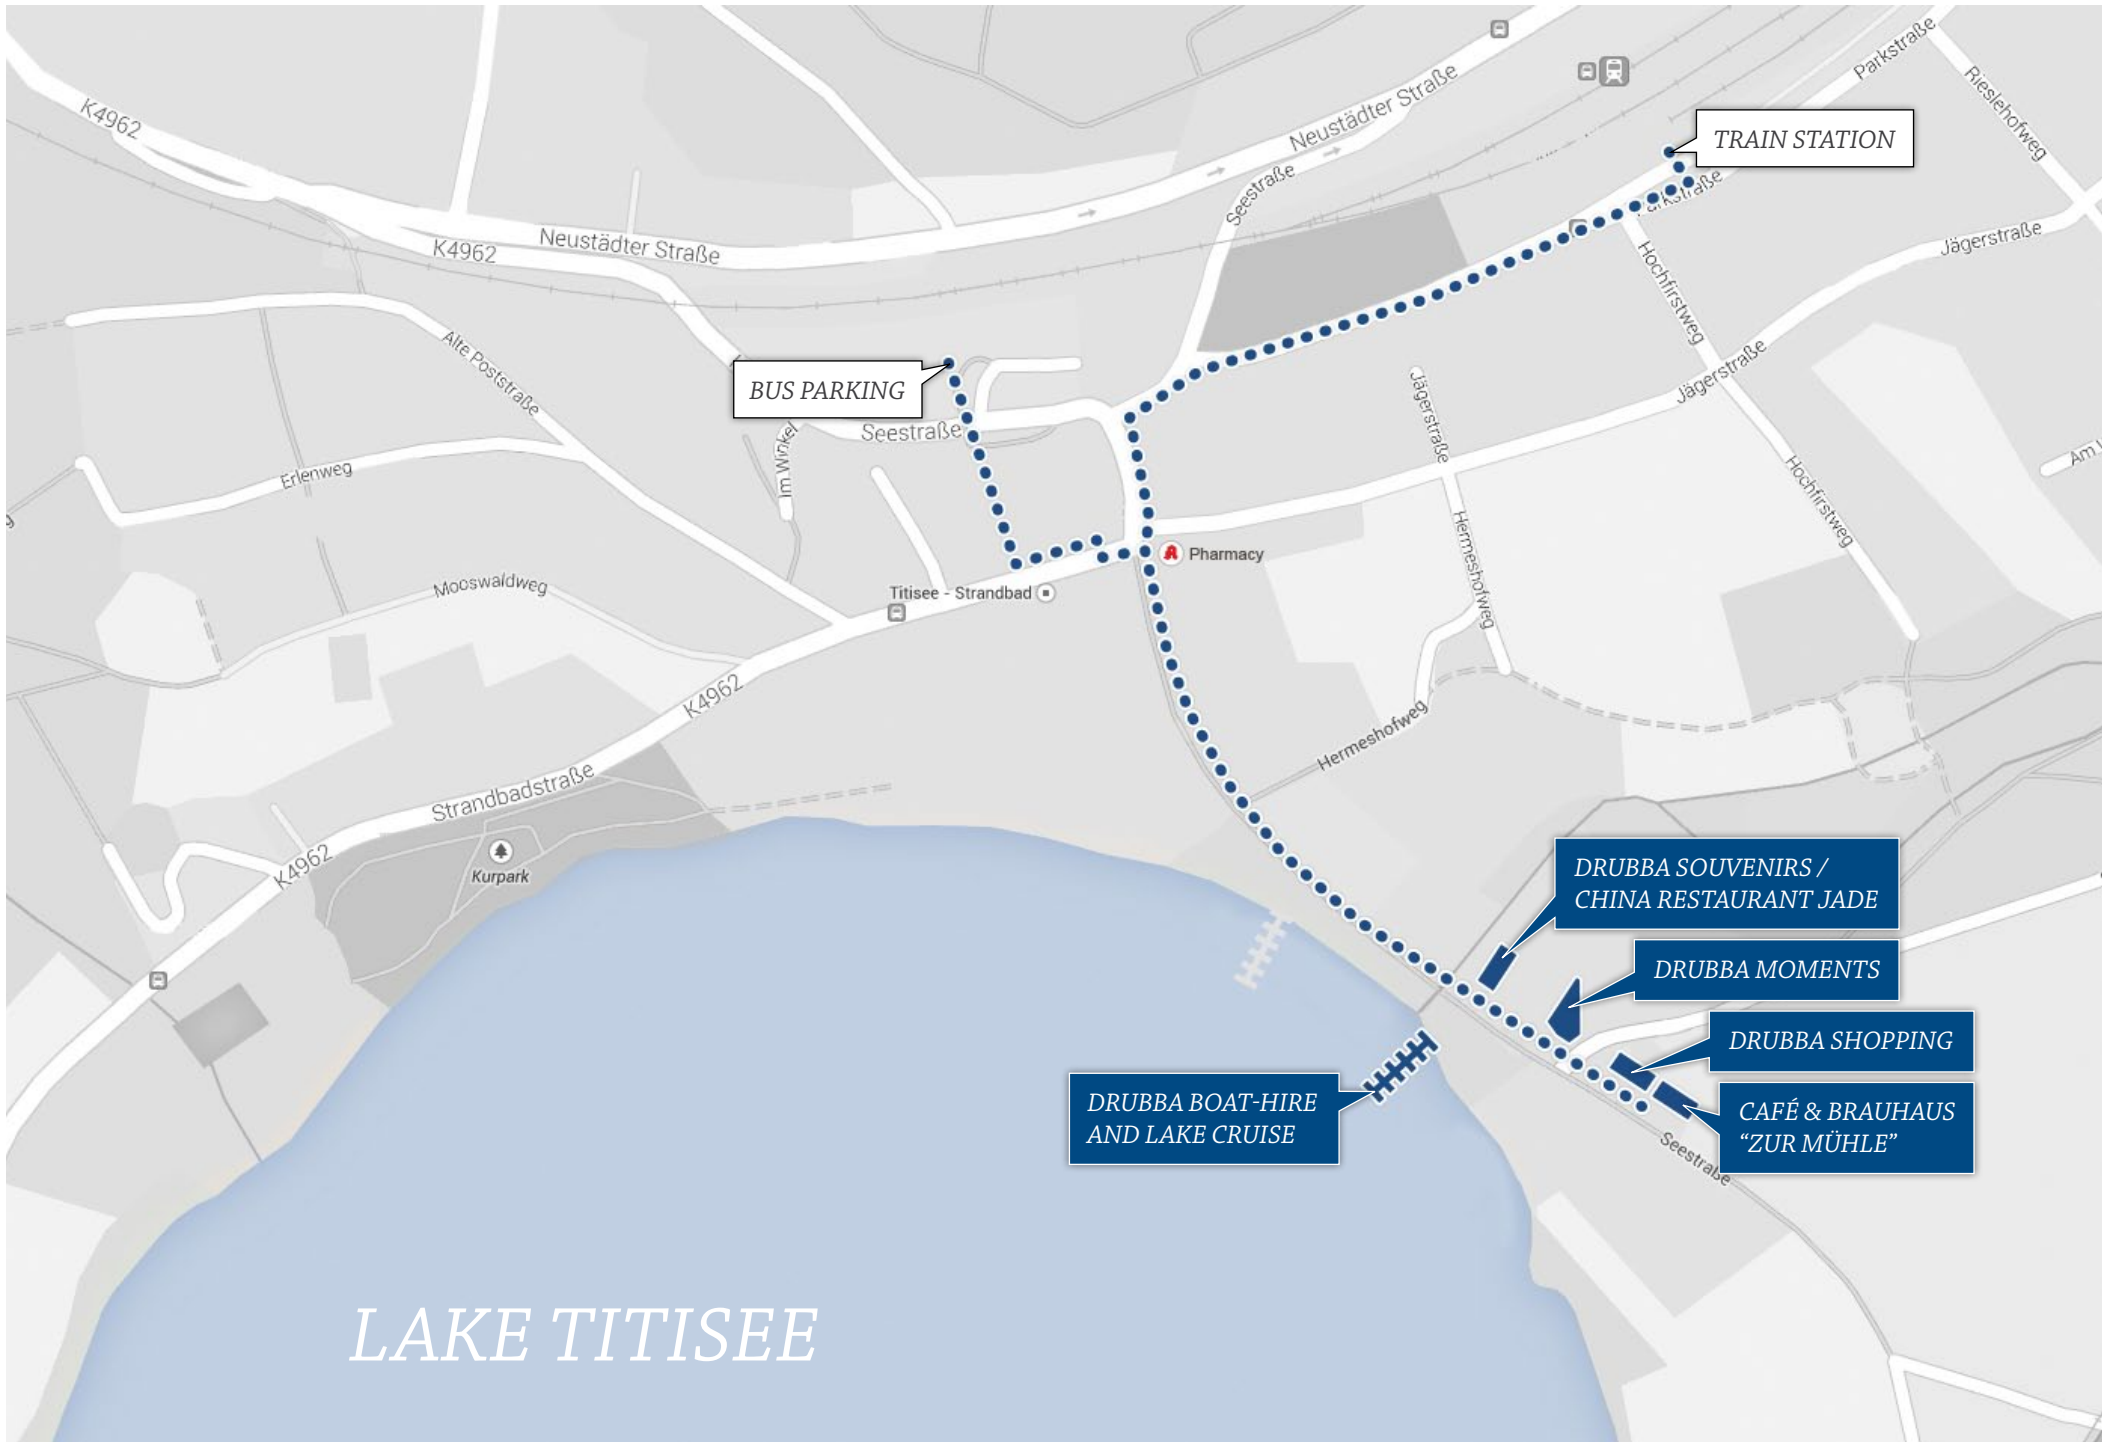 K4962
Neustädter Straße
K4962
Neustädter Straße
Seestraße
Parkstraße
Rieslehofweg
TRAIN STATION
Parkstraße
Jägerstraße
Hochfirstweg
Jägerstraße
Jägerstraße
Alte Poststraße
BUS PARKING
Seestraße
Im Winkel
Erlenweg
Hochfirstweg
Hermeshofweg
Pharmacy
Titisee - Strandbad
Mooswaldweg
K4962
Hermeshofweg
Strandbadstraße
K4962
Kurpark
DRUBBA SOUVENIRS /
CHINA RESTAURANT JADE
DRUBBA MOMENTS
DRUBBA SHOPPING
DRUBBA BOAT-HIRE
AND LAKE CRUISE
CAFÉ & BRAUHAUS
“ZUR MÜHLE”
Seestraße
LAKE TITISEE